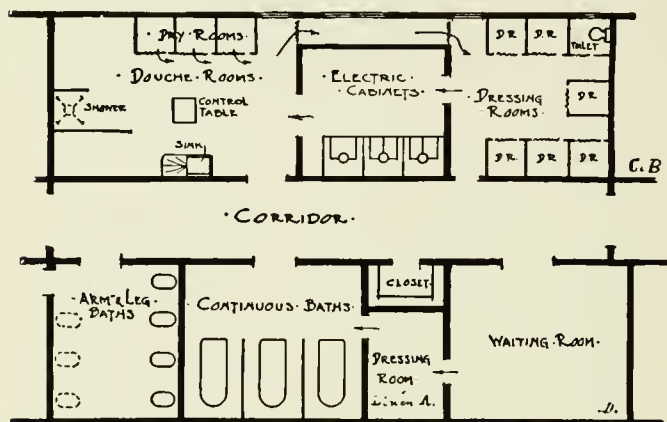 · DRY ROOMS ·
· DOUCHE · ROOMS ·
SHOWER
CONTROL
TABLE
SINK
· ELECTRIC ·
· CABINETS ·
D.R
D.R
D.R
TOILET
· DRESSING ·
ROOMS
D.R
D.R.
D.R.
D.R.
C. B
· CORRIDOR ·
· ARM & LEG ·
BATHS
CONTINUOUS · BATHS ·
CLOSET
DRESSING
ROOM
Linen A.
WAITING · ROOM ·
D.